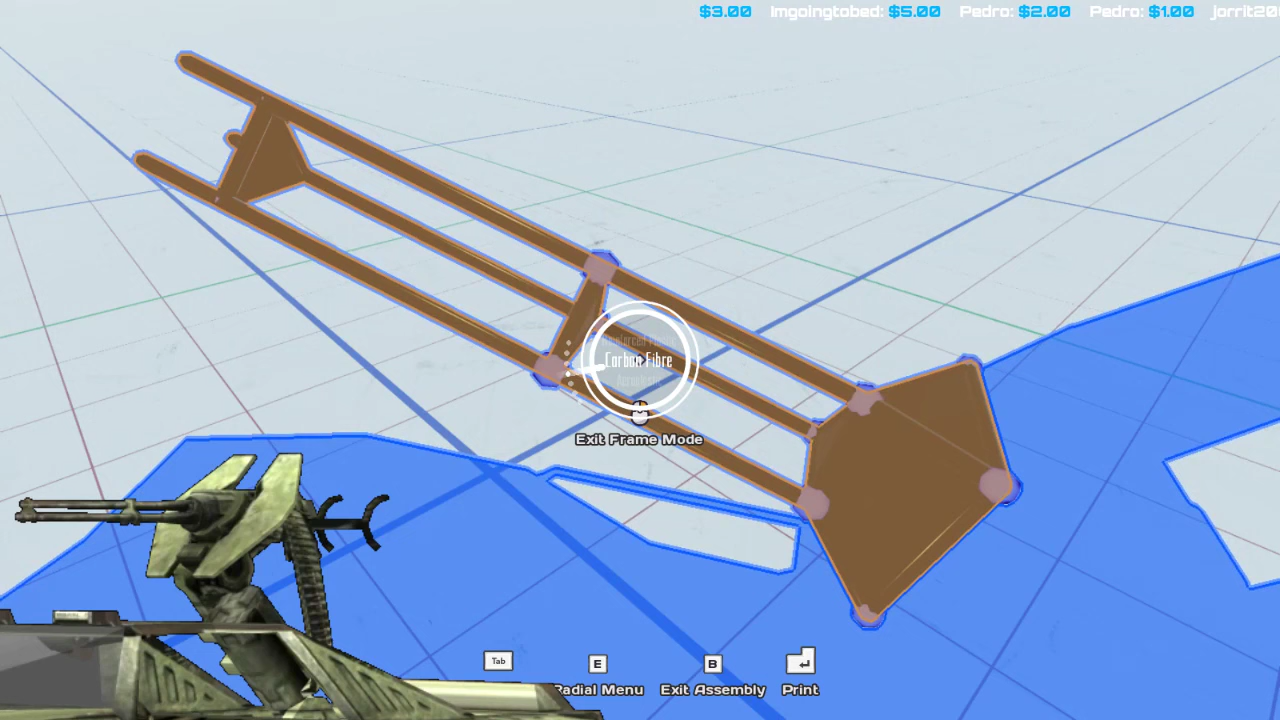 $3.00 Imgoingtobed: $5.00 Pedro: $2.00 Pedro: $1.00 jorrit20
Carbon Fibre
Exit Frame Mode
Tab
E
B
Radial Menu
Exit Assembly
Print